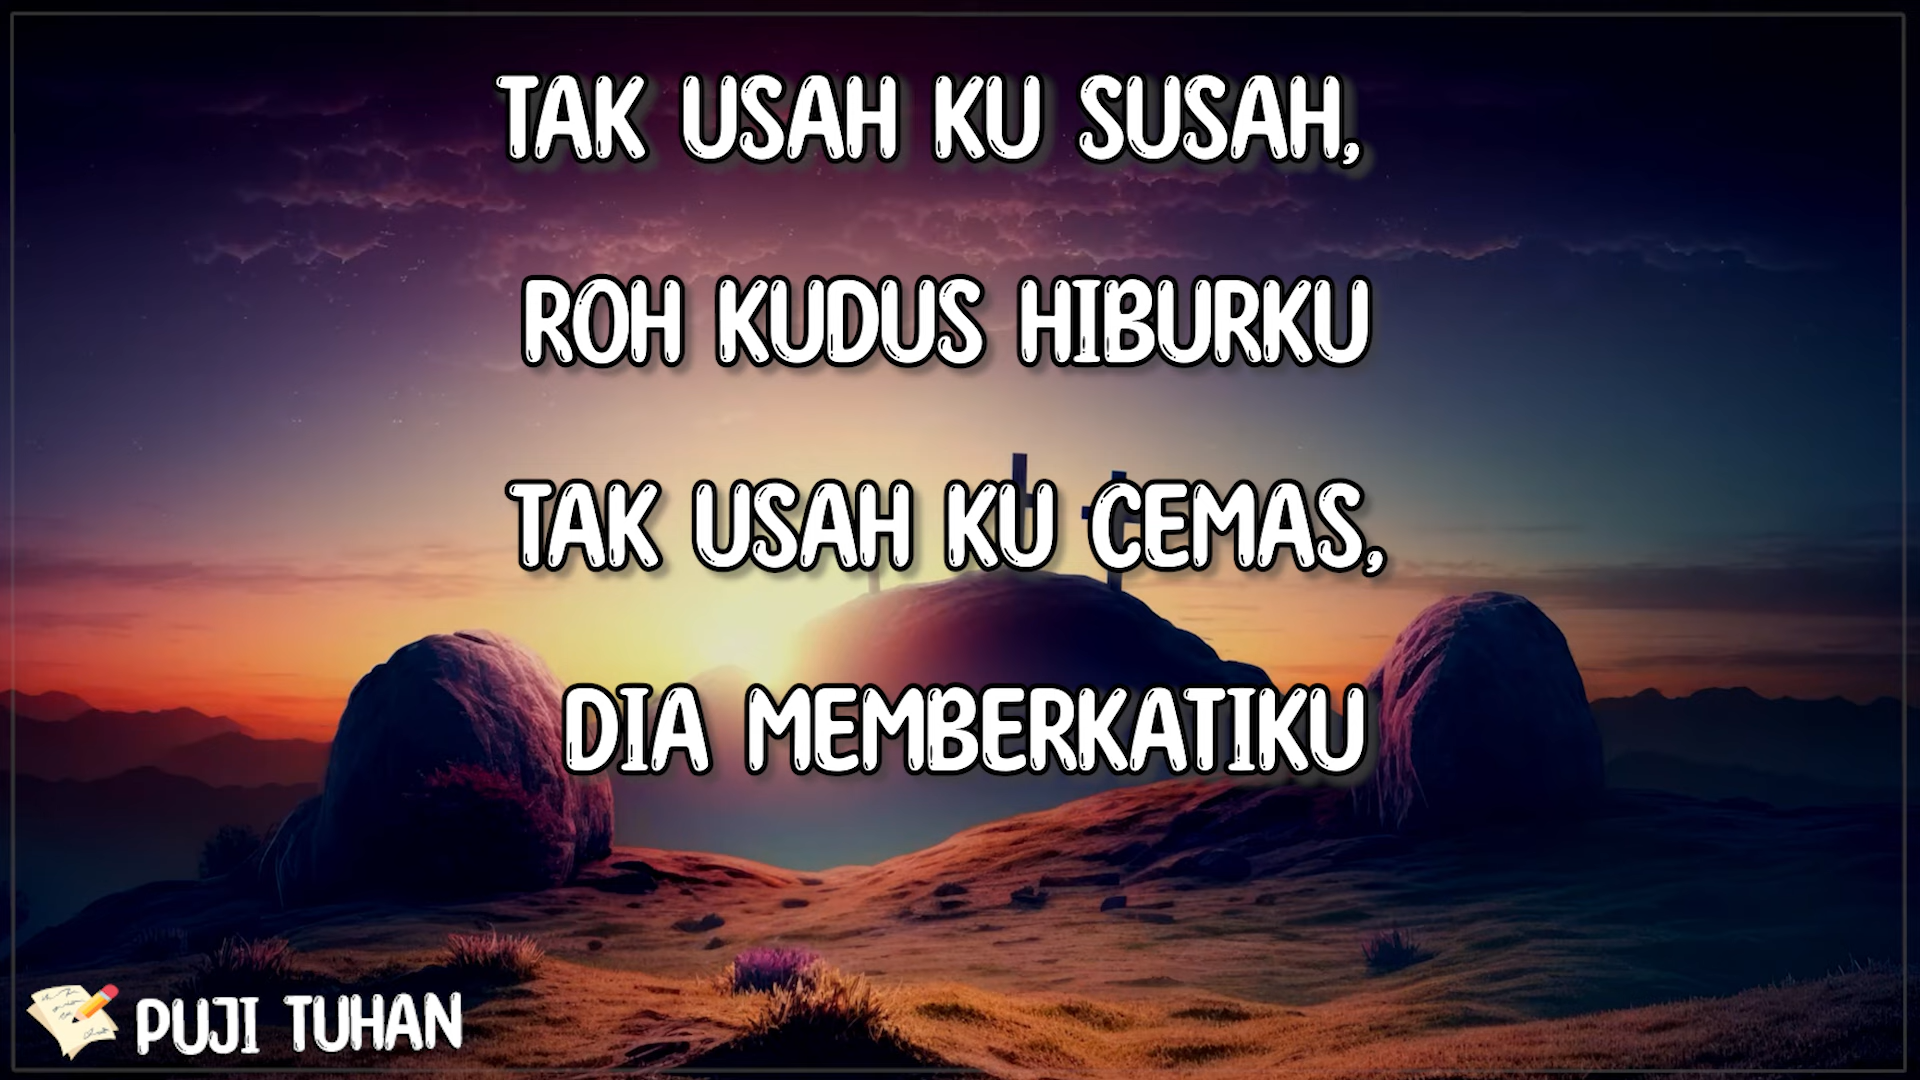 TAK USAH KU SUSAH,
ROH KUDUS HIBURKU
TAK USAH KU CEMAS,
DIA MEMBERKATIKU
PUJI TUHAN